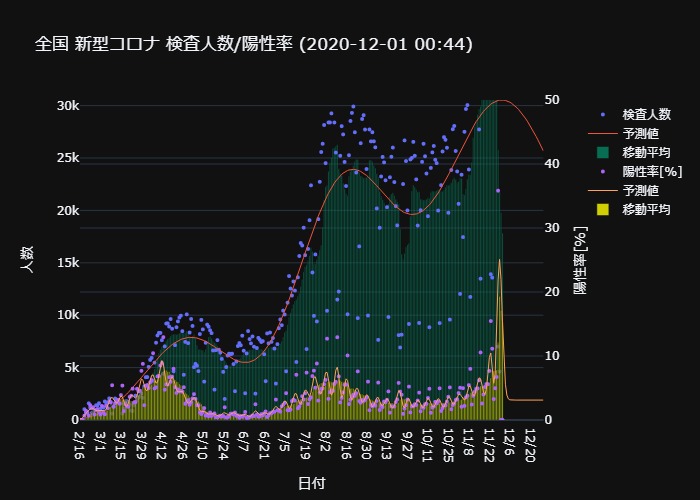 全国 新型コロナ 検査人数/陽性率 (2020-12-01 00:44)
30k
25k
20k
15k
10k
5k
0
人数
50
40
30
20
10
0
陽性率[%]
検査人数
予測値
移動平均
陽性率[%]
予測値
移動平均
2/16
3/1
3/15
3/29
4/12
4/26
5/10
5/24
6/7
6/21
7/5
7/19
8/2
8/16
8/30
9/13
9/27
10/11
10/25
11/8
11/22
12/6
12/20
日付